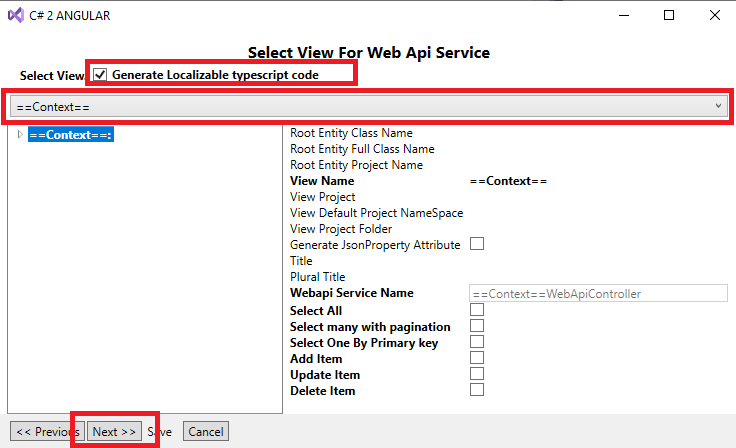 C# 2 ANGULAR
Select View For Web Api Service
Select View: Generate Localizable typescript code
==Context==
==Context==:
Root Entity Class Name
Root Entity Full Class Name
Root Entity Project Name
View Name ==Context==
View Project
View Default Project NameSpace
View Project Folder
Generate JsonProperty Attribute
Title
Plural Title
Webapi Service Name ==Context==WebApiController
Select All
Select many with pagination
Select One By Primary key
Add Item
Update Item
Delete Item
<< Previous Next >> Save Cancel